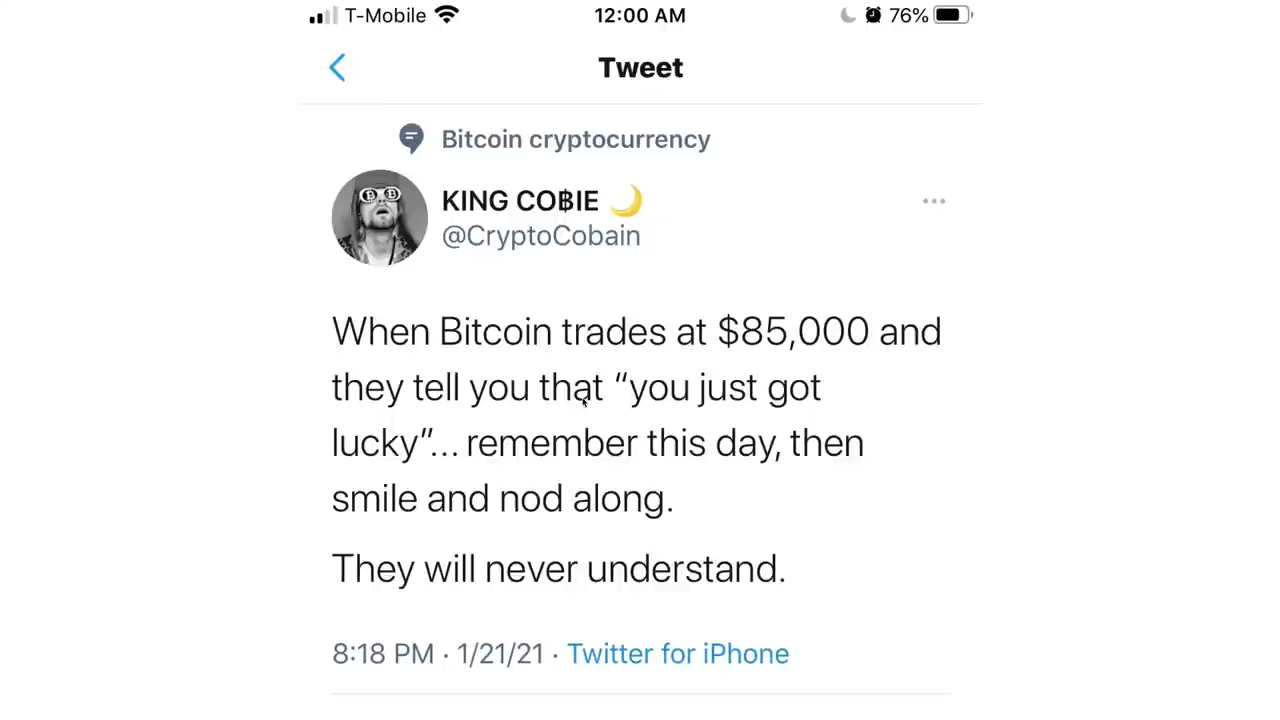 T-Mobile 12:00 AM 76%
Tweet
Bitcoin cryptocurrency
KING CO₿IE 🌙
@CryptoCobain
When Bitcoin trades at $85,000 and
they tell you that “you just got
lucky”... remember this day, then
smile and nod along.
They will never understand.
8:18 PM · 1/21/21 · Twitter for iPhone